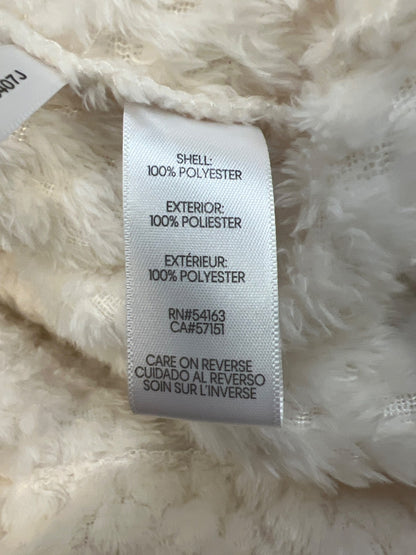 407J
SHELL:
100% POLYESTER
EXTERIOR:
100% POLIESTER
EXTÉRIEUR:
100% POLYESTER
RN#54163
CA#57151
CARE ON REVERSE
CUIDADO AL REVERSO
SOIN SUR L'INVERSE